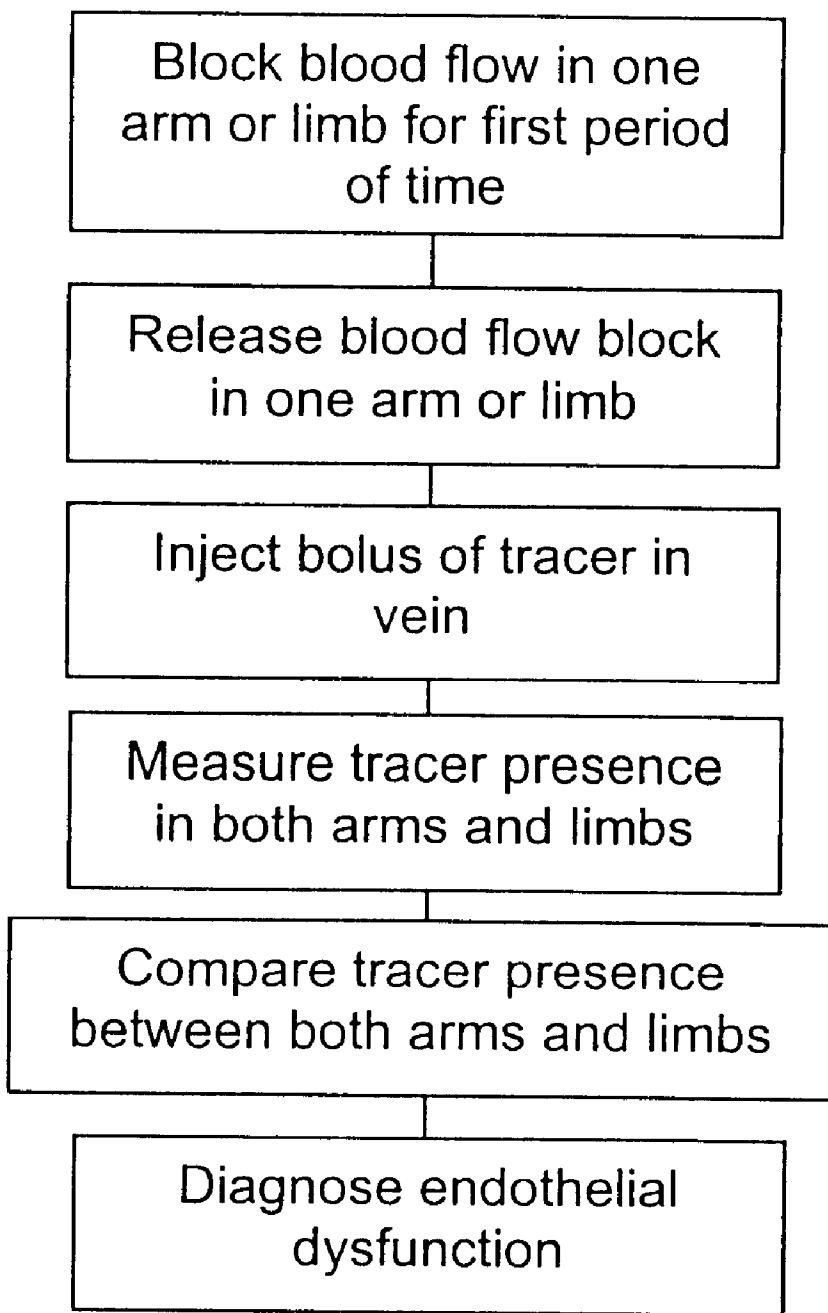 Block blood flow in one
arm or limb for first period
of time
Release blood flow block
in one arm or limb
Inject bolus of tracer in
vein
Measure tracer presence
in both arms and limbs
Compare tracer presence
between both arms and limbs
Diagnose endothelial
dysfunction